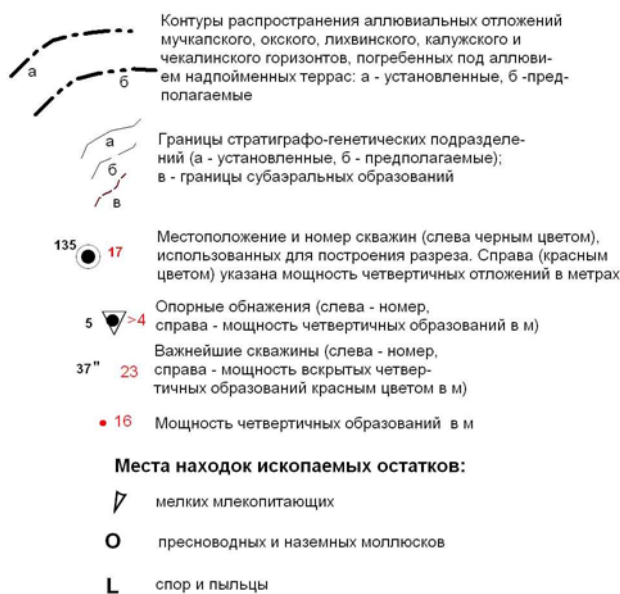 Контуры распространения аллювиальных отложений
мучкапского, окского, лихвинского, калужского и
чекалинского горизонтов, погребенных под аллюви-
ем надпойменных террас: а - установленные, б -пред-
полагаемые
а
б
Границы стратиграфо-генетических подразделе-
ний (а - установленные, б - предполагаемые);
в - границы субаэральных образований
а
б
в
Местоположение и номер скважин (слева черным цветом),
использованных для построения разреза. Справа (красным
цветом) указана мощность четвертичных отложений в метрах
135 17
Опорные обнажения (слева - номер,
справа - мощность четвертичных образований в м)
5 >4
Важнейшие скважины (слева - номер,
справа - мощность вскрытых четвер-
тичных образований красным цветом в м)
37" 23
16 Мощность четвертичных образований в м
Места находок ископаемых остатков:
мелких млекопитающих
O пресноводных и наземных моллюсков
L спор и пыльцы